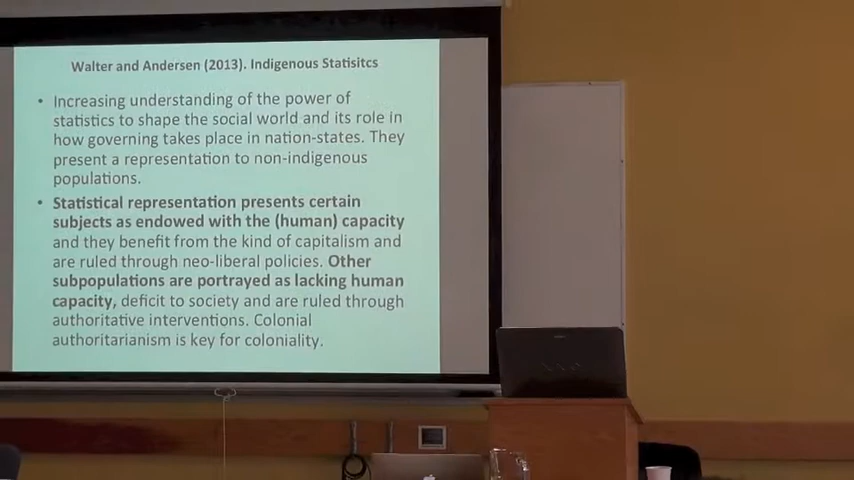 Walter and Andersen (2013). Indigenous Statisitcs
• Increasing understanding of the power of
statistics to shape the social world and its role in
how governing takes place in nation-states. They
present a representation to non-indigenous
populations.
• Statistical representation presents certain
subjects as endowed with the (human) capacity
and they benefit from the kind of capitalism and
are ruled through neo-liberal policies. Other
subpopulations are portrayed as lacking human
capacity, deficit to society and are ruled through
authoritative interventions. Colonial
authoritarianism is key for coloniality.